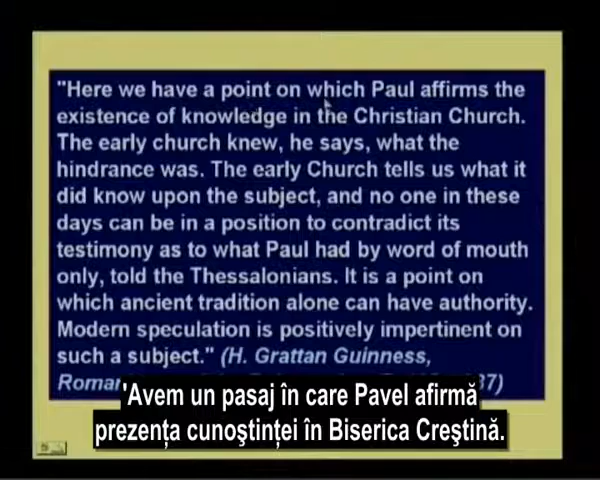 "Here we have a point on which Paul affirms the
existence of knowledge in the Christian Church.
The early church knew, he says, what the
hindrance was. The early Church tells us what it
did know upon the subject, and no one in these
days can be in a position to contradict its
testimony as to what Paul had by word of mouth
only, told the Thessalonians. It is a point on
which ancient tradition alone can have authority.
Modern speculation is positively impertinent on
such a subject." (H. Grattan Guinness,
'Avem un pasaj în care Pavel afirmă
prezenţa cunoştinţei în Biserica Creştină.